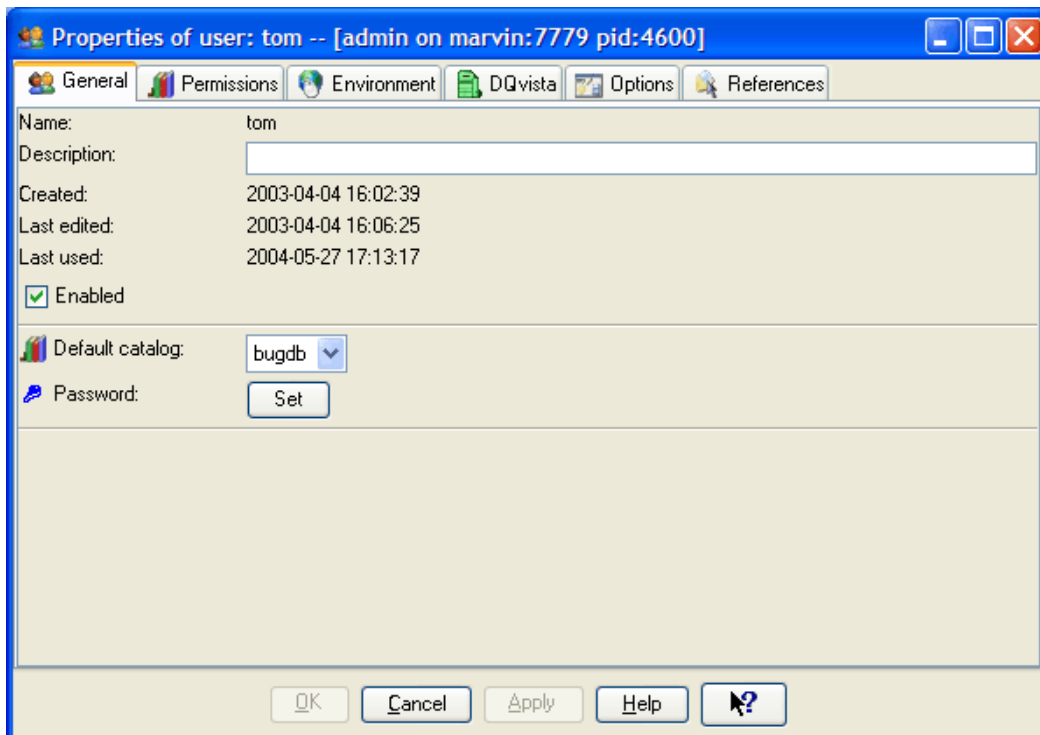 Properties of user: tom -- [admin on marvin:7779 pid:4600]
General Permissions Environment DQvista Options References
Name: tom
Description:
Created: 2003-04-04 16:02:39
Last edited: 2003-04-04 16:06:25
Last used: 2004-05-27 17:13:17
Enabled
Default catalog: bugdb
Password: Set
OK Cancel Apply Help ?